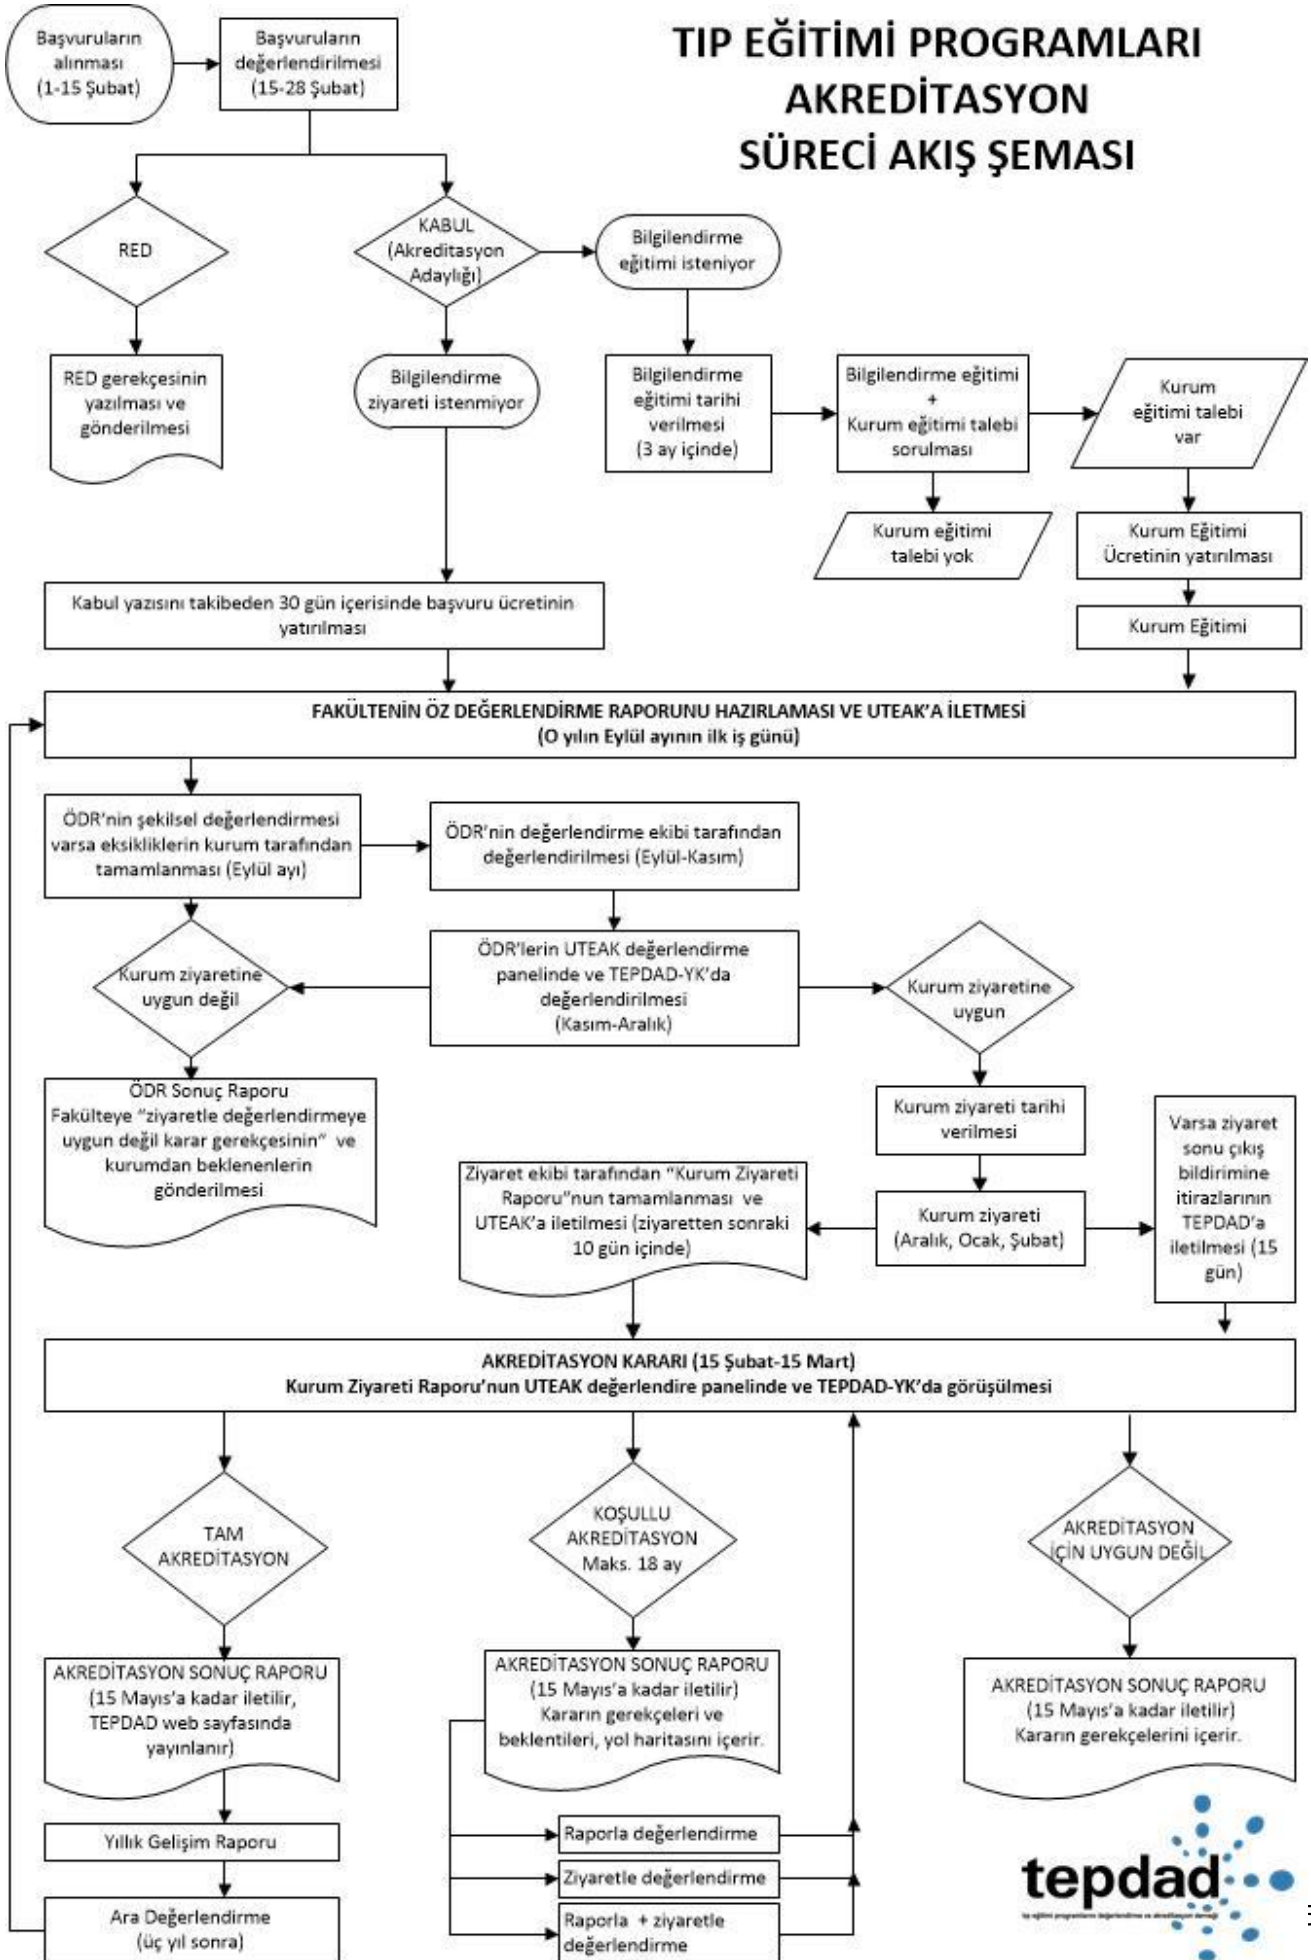 TIP EĞİTİMİ PROGRAMLARI
AKREDİTASYON
SÜRECİ AKIŞ ŞEMASI
Başvuruların
alınması
(1-15 Şubat)
Başvuruların
değerlendirilmesi
(15-28 Şubat)
RED
KABUL
(Akreditasyon
Adaylığı)
Bilgilendirme
eğitimi isteniyor
RED gerekçesinin
yazılması ve
gönderilmesi
Bilgilendirme
ziyareti istenmiyor
Bilgilendirme
eğitimi tarihi
verilmesi
(3 ay içinde)
Bilgilendirme eğitimi
+
Kurum eğitimi talebi
sorulması
Kurum
eğitimi talebi
var
Kurum eğitimi
talebi yok
Kurum Eğitimi
Ücretinin yatırılması
Kurum Eğitimi
Kabul yazısını takibeden 30 gün içerisinde başvuru ücretinin
yatırılması
FAKÜLTENİN ÖZ DEĞERLENDİRME RAPORUNU HAZIRLAMASI VE UTEAK'A İLETMESİ
(O yılın Eylül ayının ilk iş günü)
ÖDR'nin şekilsel değerlendirmesi
varsa eksikliklerin kurum tarafından
tamamlanması (Eylül ayı)
ÖDR'nin değerlendirme ekibi tarafından
değerlendirilmesi (Eylül-Kasım)
Kurum ziyaretine
uygun değil
ÖDR'lerin UTEAK değerlendirme
panelinde ve TEPDAD-YK'da
değerlendirilmesi
(Kasım-Aralık)
Kurum ziyaretine
uygun
ÖDR Sonuç Raporu
Fakülteye "ziyaretle değerlendirmeye
uygun değil karar gerekçesinin" ve
kurumdan beklenenlerin
gönderilmesi
Kurum ziyareti tarihi
verilmesi
Ziyaret ekibi tarafından "Kurum Ziyareti
Raporu"nun tamamlanması ve
UTEAK'a iletilmesi (ziyaretten sonraki
10 gün içinde)
Kurum ziyareti
(Aralık, Ocak, Şubat)
Varsa ziyaret
sonu çıkış
bildirimine
itirazlarının
TEPDAD'a
iletilmesi (15
gün)
AKREDİTASYON KARARI (15 Şubat-15 Mart)
Kurum Ziyareti Raporu'nun UTEAK değerlendire panelinde ve TEPDAD-YK'da görüşülmesi
TAM
AKREDİTASYON
KOŞULLU
AKREDİTASYON
Maks. 18 ay
AKREDİTASYON
İÇİN UYGUN DEĞİL
AKREDİTASYON SONUÇ RAPORU
(15 Mayıs'a kadar iletilir,
TEPDAD web sayfasında
yayınlanır)
AKREDİTASYON SONUÇ RAPORU
(15 Mayıs'a kadar iletilir)
Kararın gerekçeleri ve
beklentileri, yol haritasını içerir.
AKREDİTASYON SONUÇ RAPORU
(15 Mayıs'a kadar iletilir)
Kararın gerekçelerini içerir.
Yıllık Gelişim Raporu
Ara Değerlendirme
(üç yıl sonra)
Raporla değerlendirme
Ziyaretle değerlendirme
Raporla + ziyaretle
değerlendirme
tepdad
tıp eğitimi programlarını değerlendirme ve akreditasyon derneği